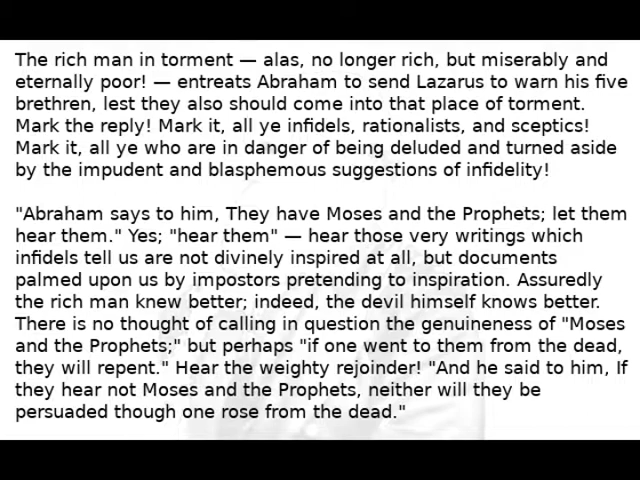 The rich man in torment — alas, no longer rich, but miserably and
eternally poor! — entreats Abraham to send Lazarus to warn his five
brethren, lest they also should come into that place of torment.
Mark the reply! Mark it, all ye infidels, rationalists, and sceptics!
Mark it, all ye who are in danger of being deluded and turned aside
by the impudent and blasphemous suggestions of infidelity!
"Abraham says to him, They have Moses and the Prophets; let them
hear them." Yes; "hear them" — hear those very writings which
infidels tell us are not divinely inspired at all, but documents
palmed upon us by impostors pretending to inspiration. Assuredly
the rich man knew better; indeed, the devil himself knows better.
There is no thought of calling in question the genuineness of "Moses
and the Prophets;" but perhaps "if one went to them from the dead,
they will repent." Hear the weighty rejoinder! "And he said to him, If
they hear not Moses and the Prophets, neither will they be
persuaded though one rose from the dead."